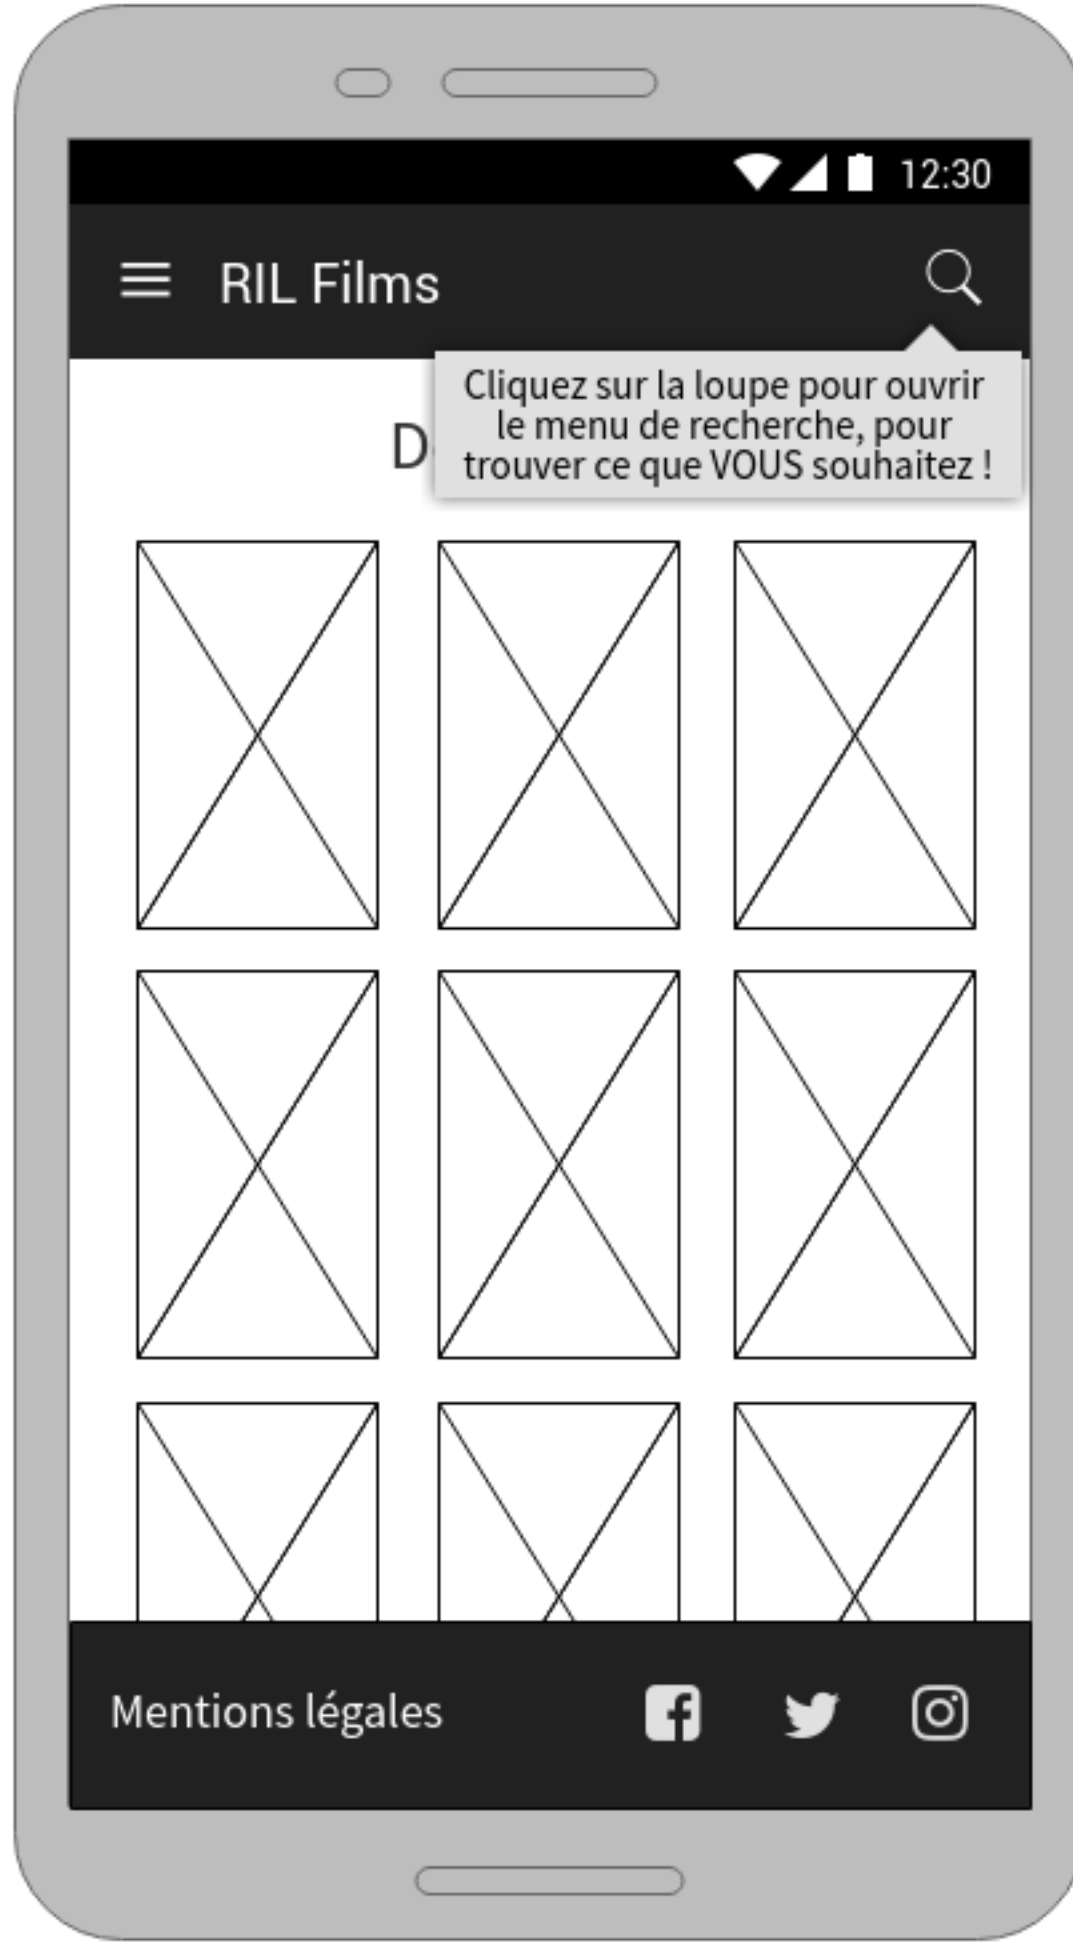 12:30
RIL Films
Cliquez sur la loupe pour ouvrir
le menu de recherche, pour
trouver ce que VOUS souhaitez !
Mentions légales